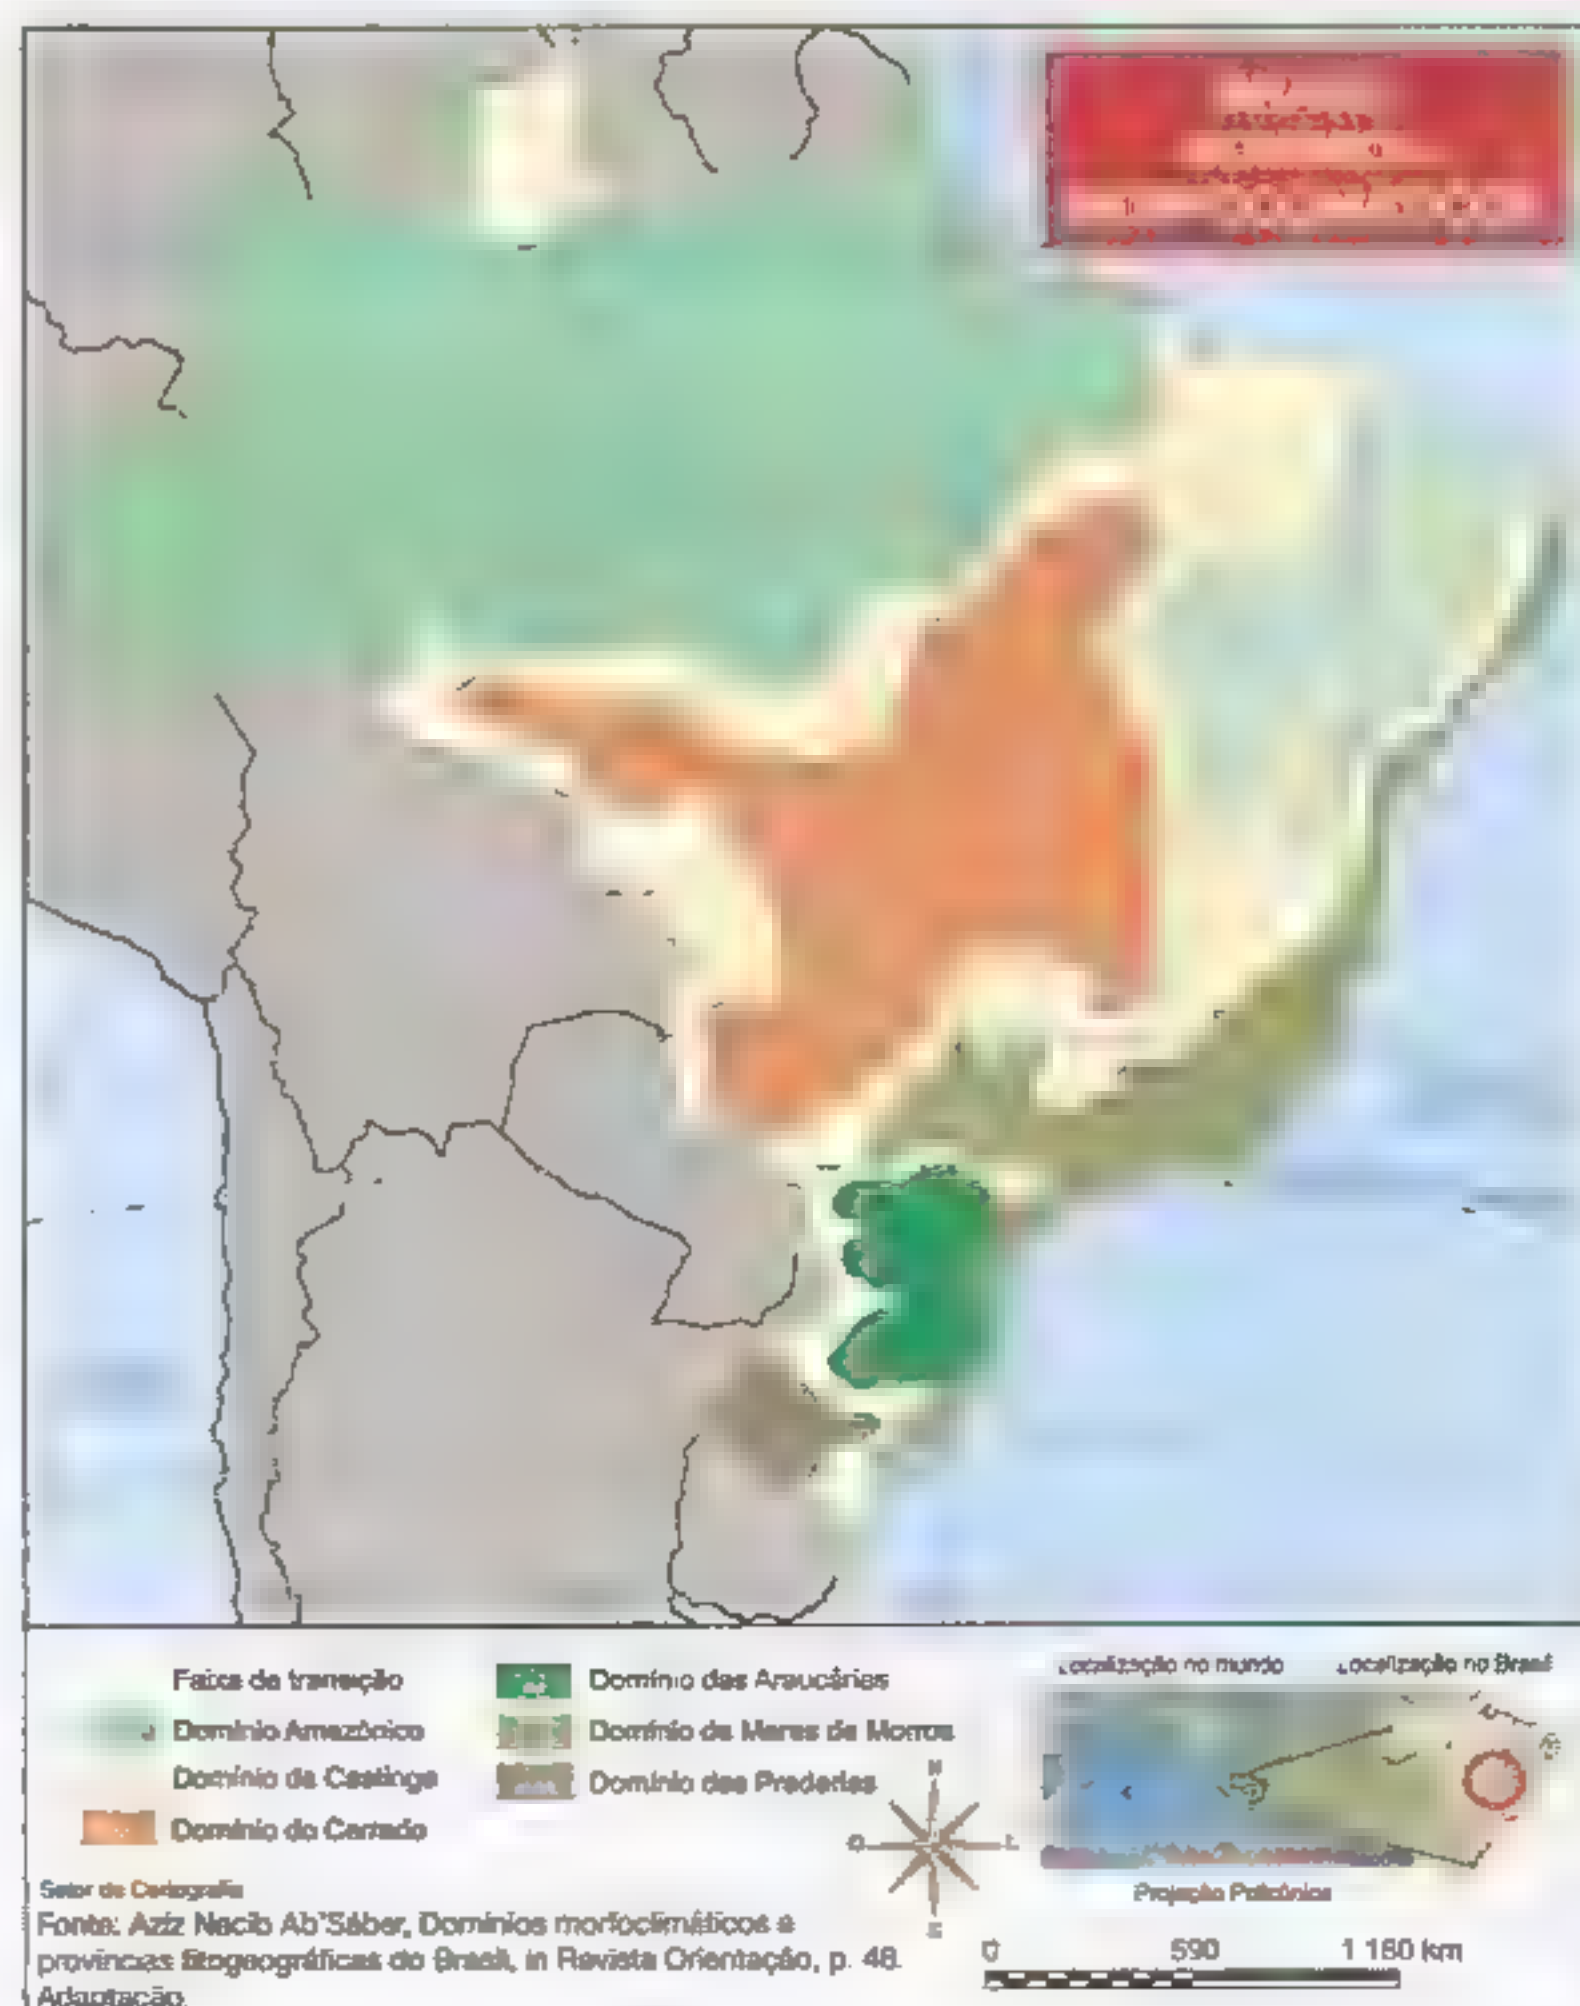 Faixa de transição
Domínio Amazônico
Domínio da Caatinga
Domínio do Cerrado
Domínio das Araucárias
Domínio de Mares de Morros
Domínio das Pradarias
Localização no mundo
Localização no Brasil
N
O
L
S
Projeção Policônica
0 590 1 180 km
Setor de Cartografia
Fonte: Aziz Nacib Ab'Sáber, Domínios morfoclimáticos e
províncias fitogeográficas do Brasil, in Revista Orientação, p. 48.
Adaptação.